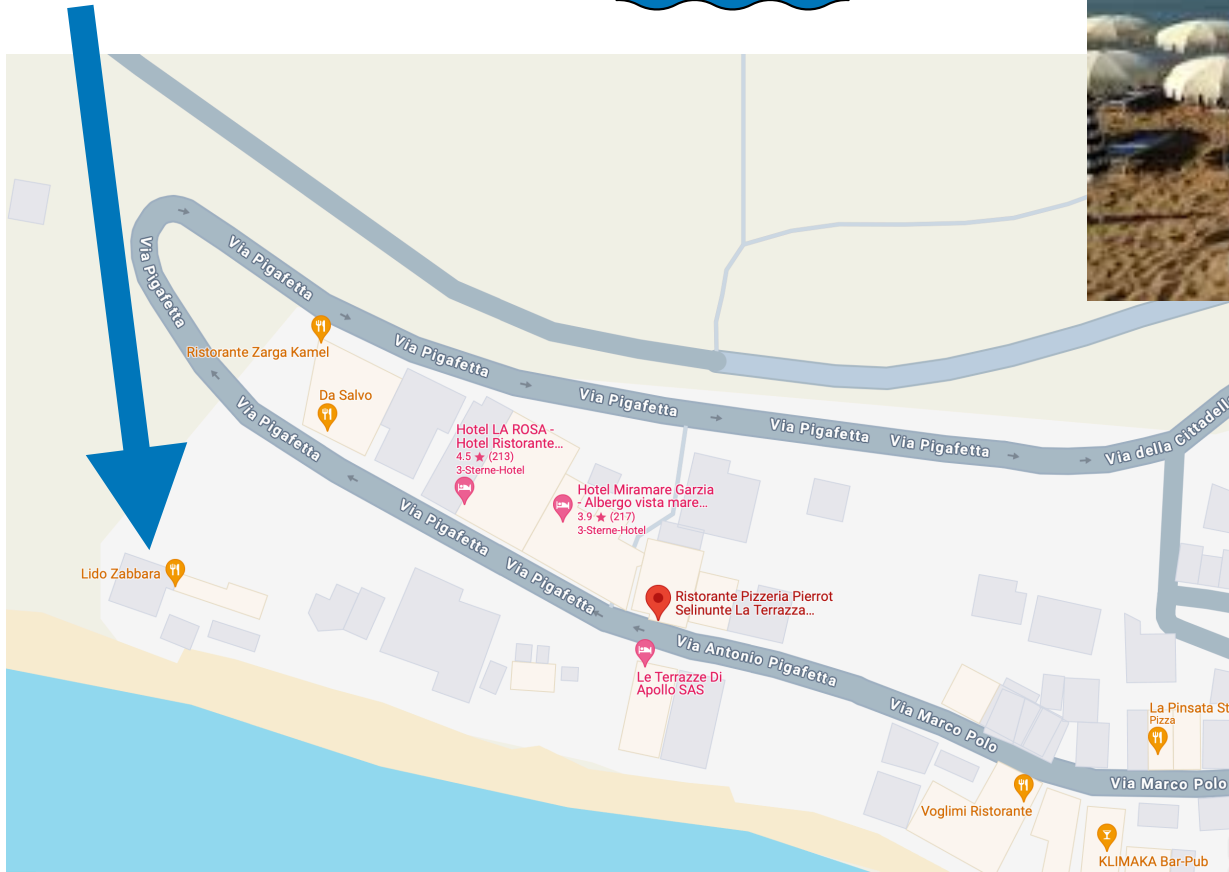 Via Pigafetta
Via Pigafetta
Ristorante Zarga Kamel
Via Pigafetta
Da Salvo
Via Pigafetta
Via Pigafetta
Via Pigafetta
Via Pigafetta
Via della Cittadella
Hotel LA ROSA -
Hotel Ristorante...
4.5 ★ (213)
3-Sterne-Hotel
Hotel Miramare Garzia
- Albergo vista mare...
3.9 ★ (217)
3-Sterne-Hotel
Via Pigafetta
Via Pigafetta
Lido Zabbara
Ristorante Pizzeria Pierrot
Selinunte La Terrazza...
Via Antonio Pigafetta
Le Terrazze Di
Apollo SAS
Via Marco Polo
La Pinsata St
Pizza
Via Marco Polo
Voglimi Ristorante
KLIMAKA Bar-Pub